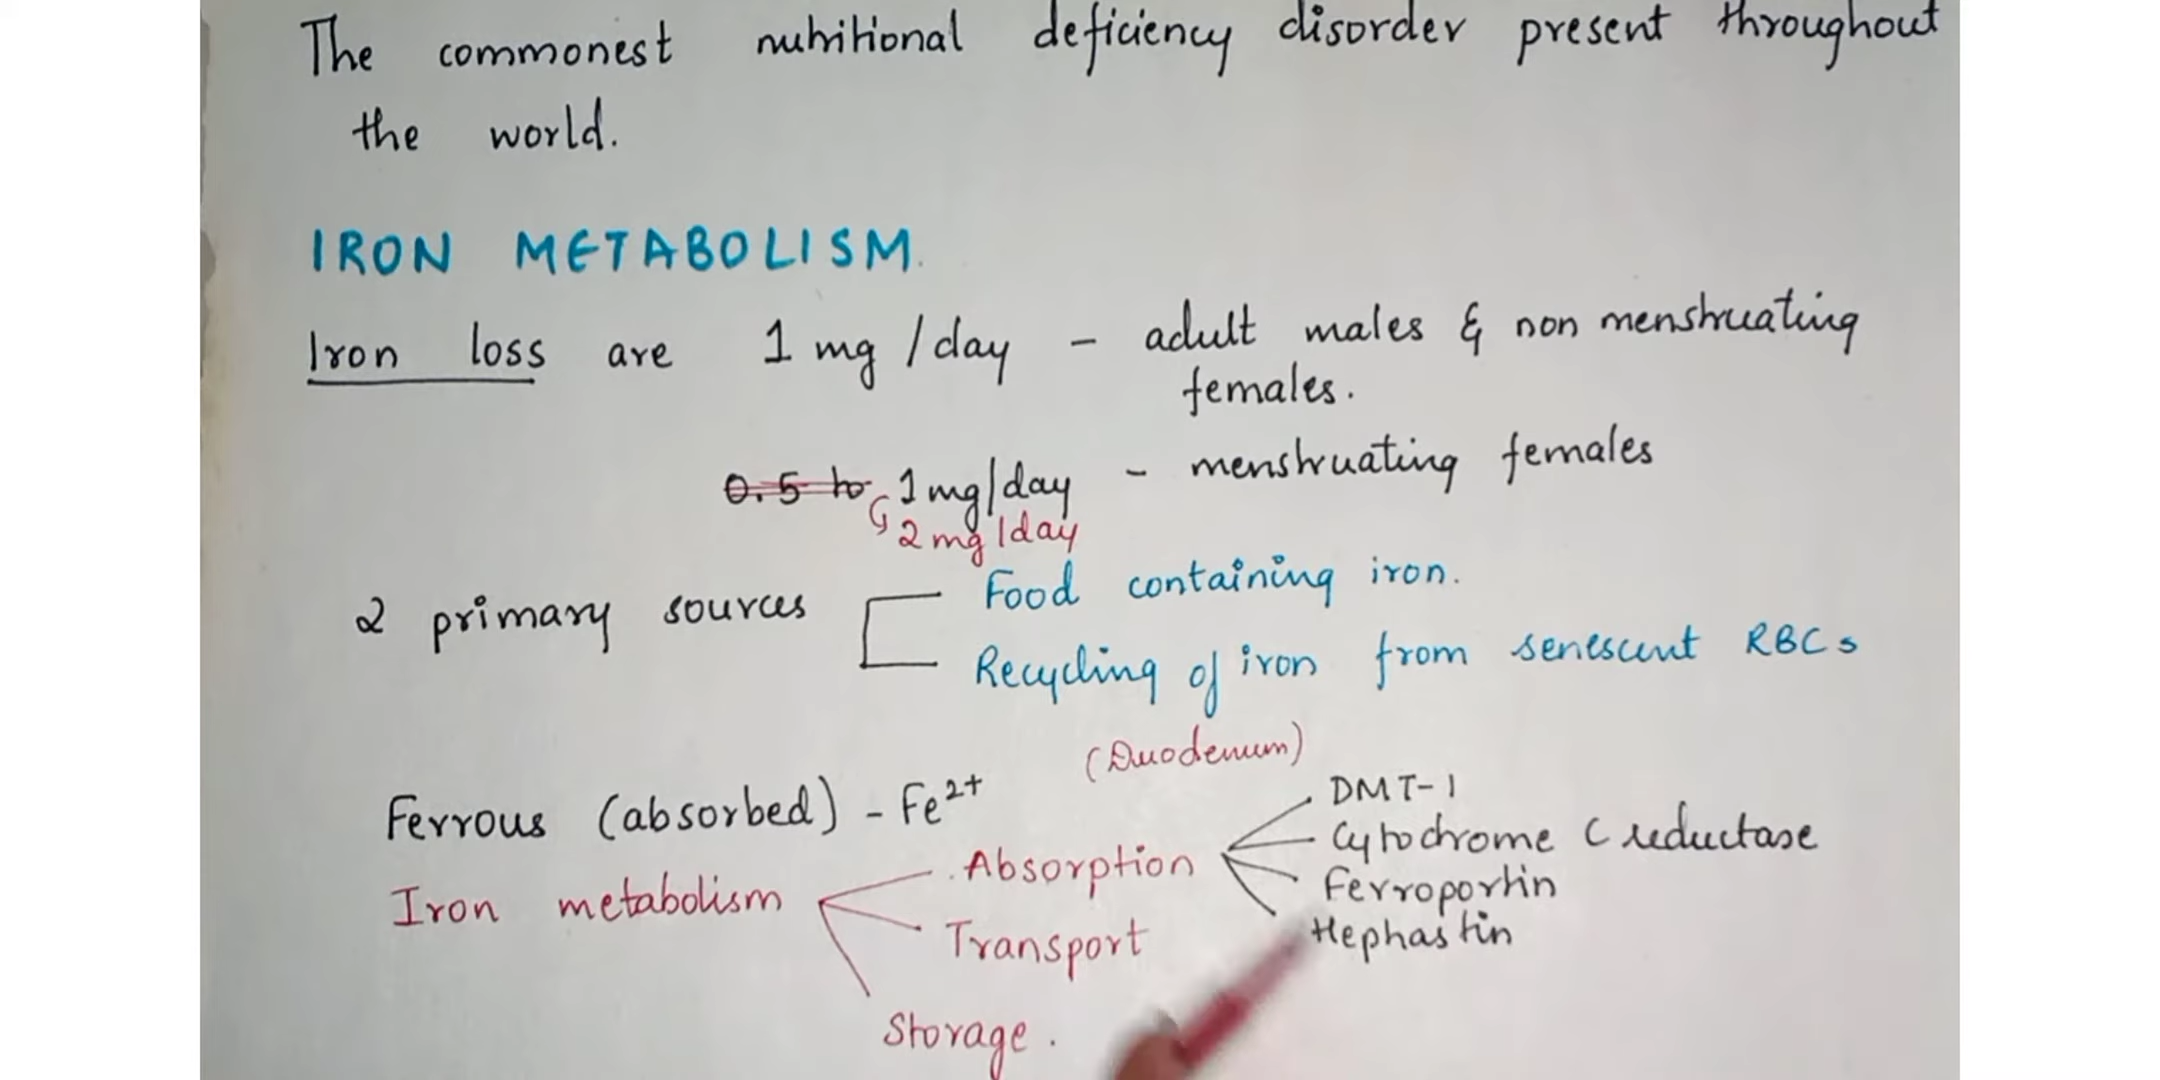 The commonest nutritional deficiency disorder present throughout
the world.
IRON METABOLISM.
Iron loss are 1 mg /day - adult males & non menstruating
females.
0.5 to 1mg/day - menstruating females
2 mg/day
2 primary sources
Food containing iron.
Recycling of iron from senescent RBCs
(Duodenum)
Ferrous (absorbed) - Fe²⁺
Iron metabolism
Absorption
DMT-1
Cytochrome C reductase
Ferroportin
Hephastin
Transport
Storage.